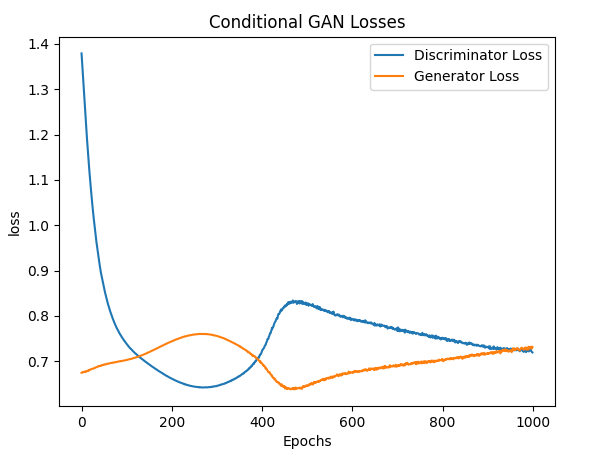 Conditional GAN Losses
Discriminator Loss
Generator Loss
loss
1.4
1.3
1.2
1.1
1.0
0.9
0.8
0.7
0
200
400
600
800
1000
Epochs